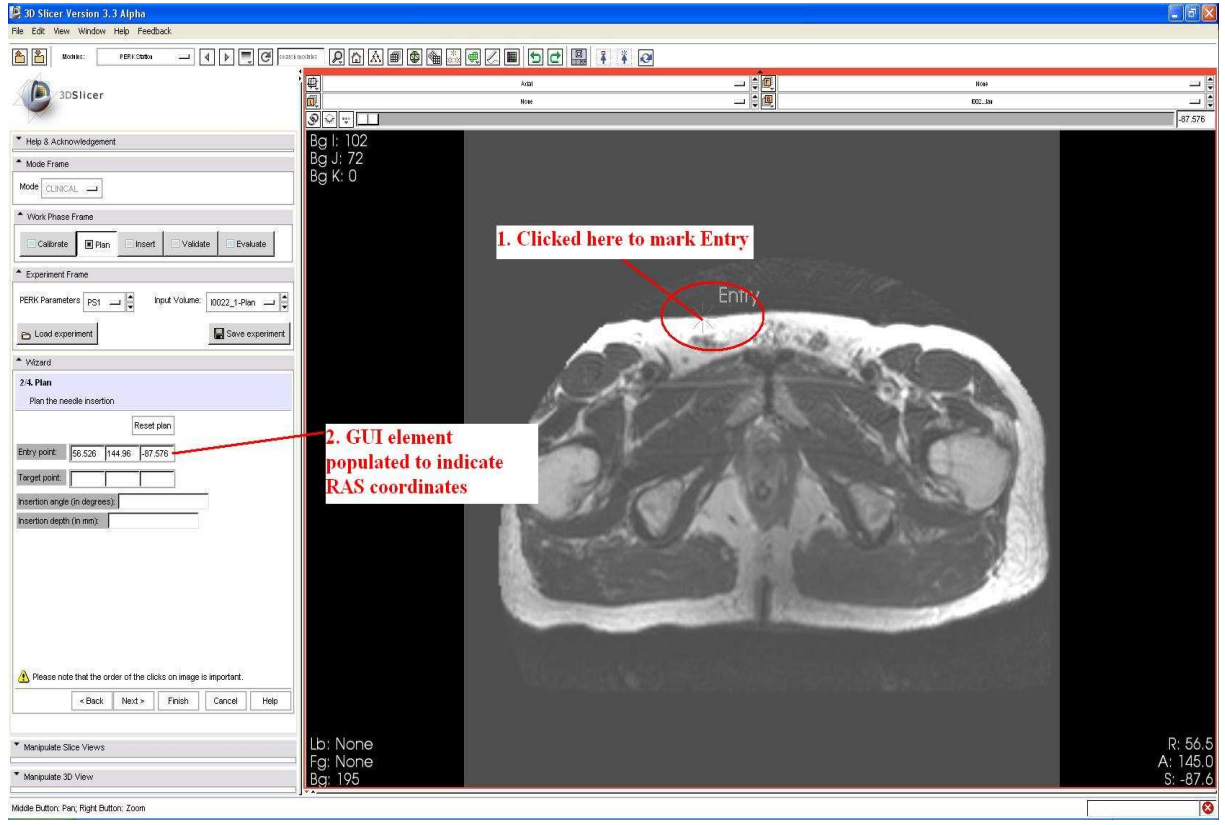 3D Slicer Version 3.3 Alpha
File Edit View Window Help Feedback
Modules: PERK Station search modules
3DSlicer
Axial None
None
-87.576
Help & Acknowledgement
Mode Frame
Mode CLINICAL
Work Phase Frame
Calibrate Plan Insert Validate Evaluate
Experiment Frame
PERK Parameters PS1 Input Volume: I0022_1-Plan
Load experiment Save experiment
Wizard
2/4. Plan
Plan the needle insertion
Reset plan
Entry point: 56.526 144.96 -87.576
Target point:
Insertion angle (in degrees):
Insertion depth (in mm):
Please note that the order of the clicks on image is important.
< Back Next > Finish Cancel Help
Manipulate Slice Views
Manipulate 3D View
Middle Button: Pan; Right Button: Zoom
Bg I: 102
Bg J: 72
Bg K: 0
1. Clicked here to mark Entry
Entry
2. GUI element
populated to indicate
RAS coordinates
Lb: None
Fg: None
Bg: 195
R: 56.5
A: 145.0
S: -87.6